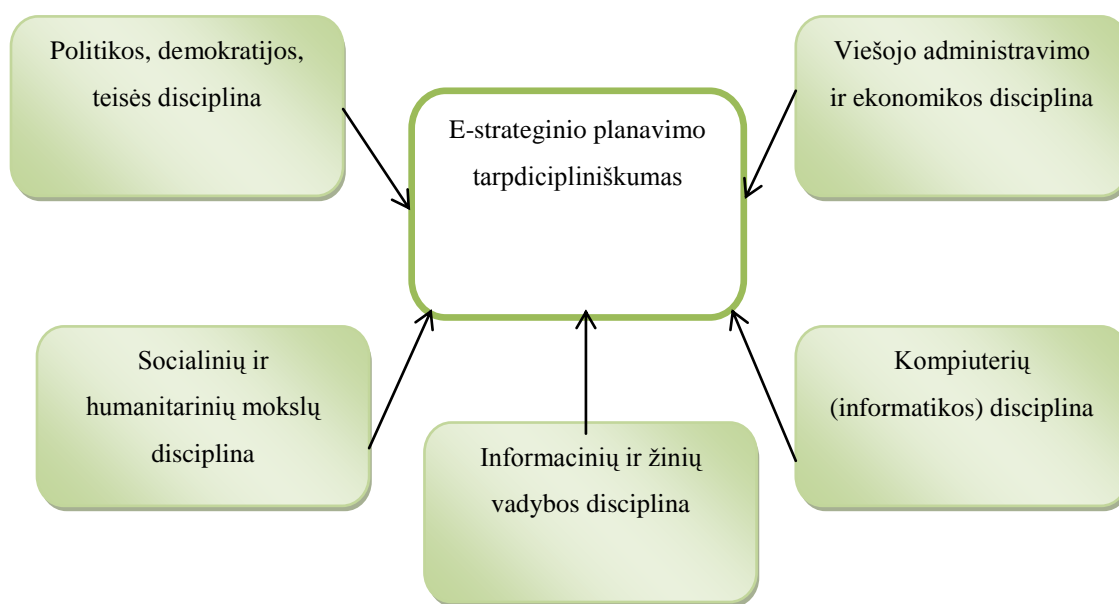 Politikos, demokratijos,
teisės disciplina
Viešojo administravimo
ir ekonomikos disciplina
E-strateginio planavimo
tarpdicipliniškumas
Socialinių ir
humanitarinių mokslų
disciplina
Informacinių ir žinių
vadybos disciplina
Kompiuterių
(informatikos) disciplina